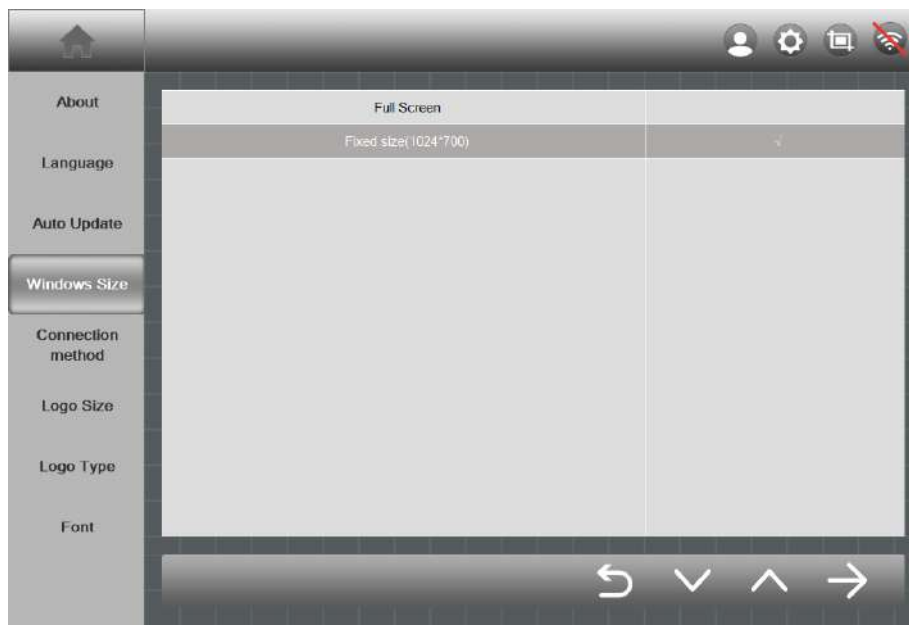 About
Language
Auto Update
Windows Size
Connection
method
Logo Size
Logo Type
Font
Full Screen
Fixed size(1024*700) √